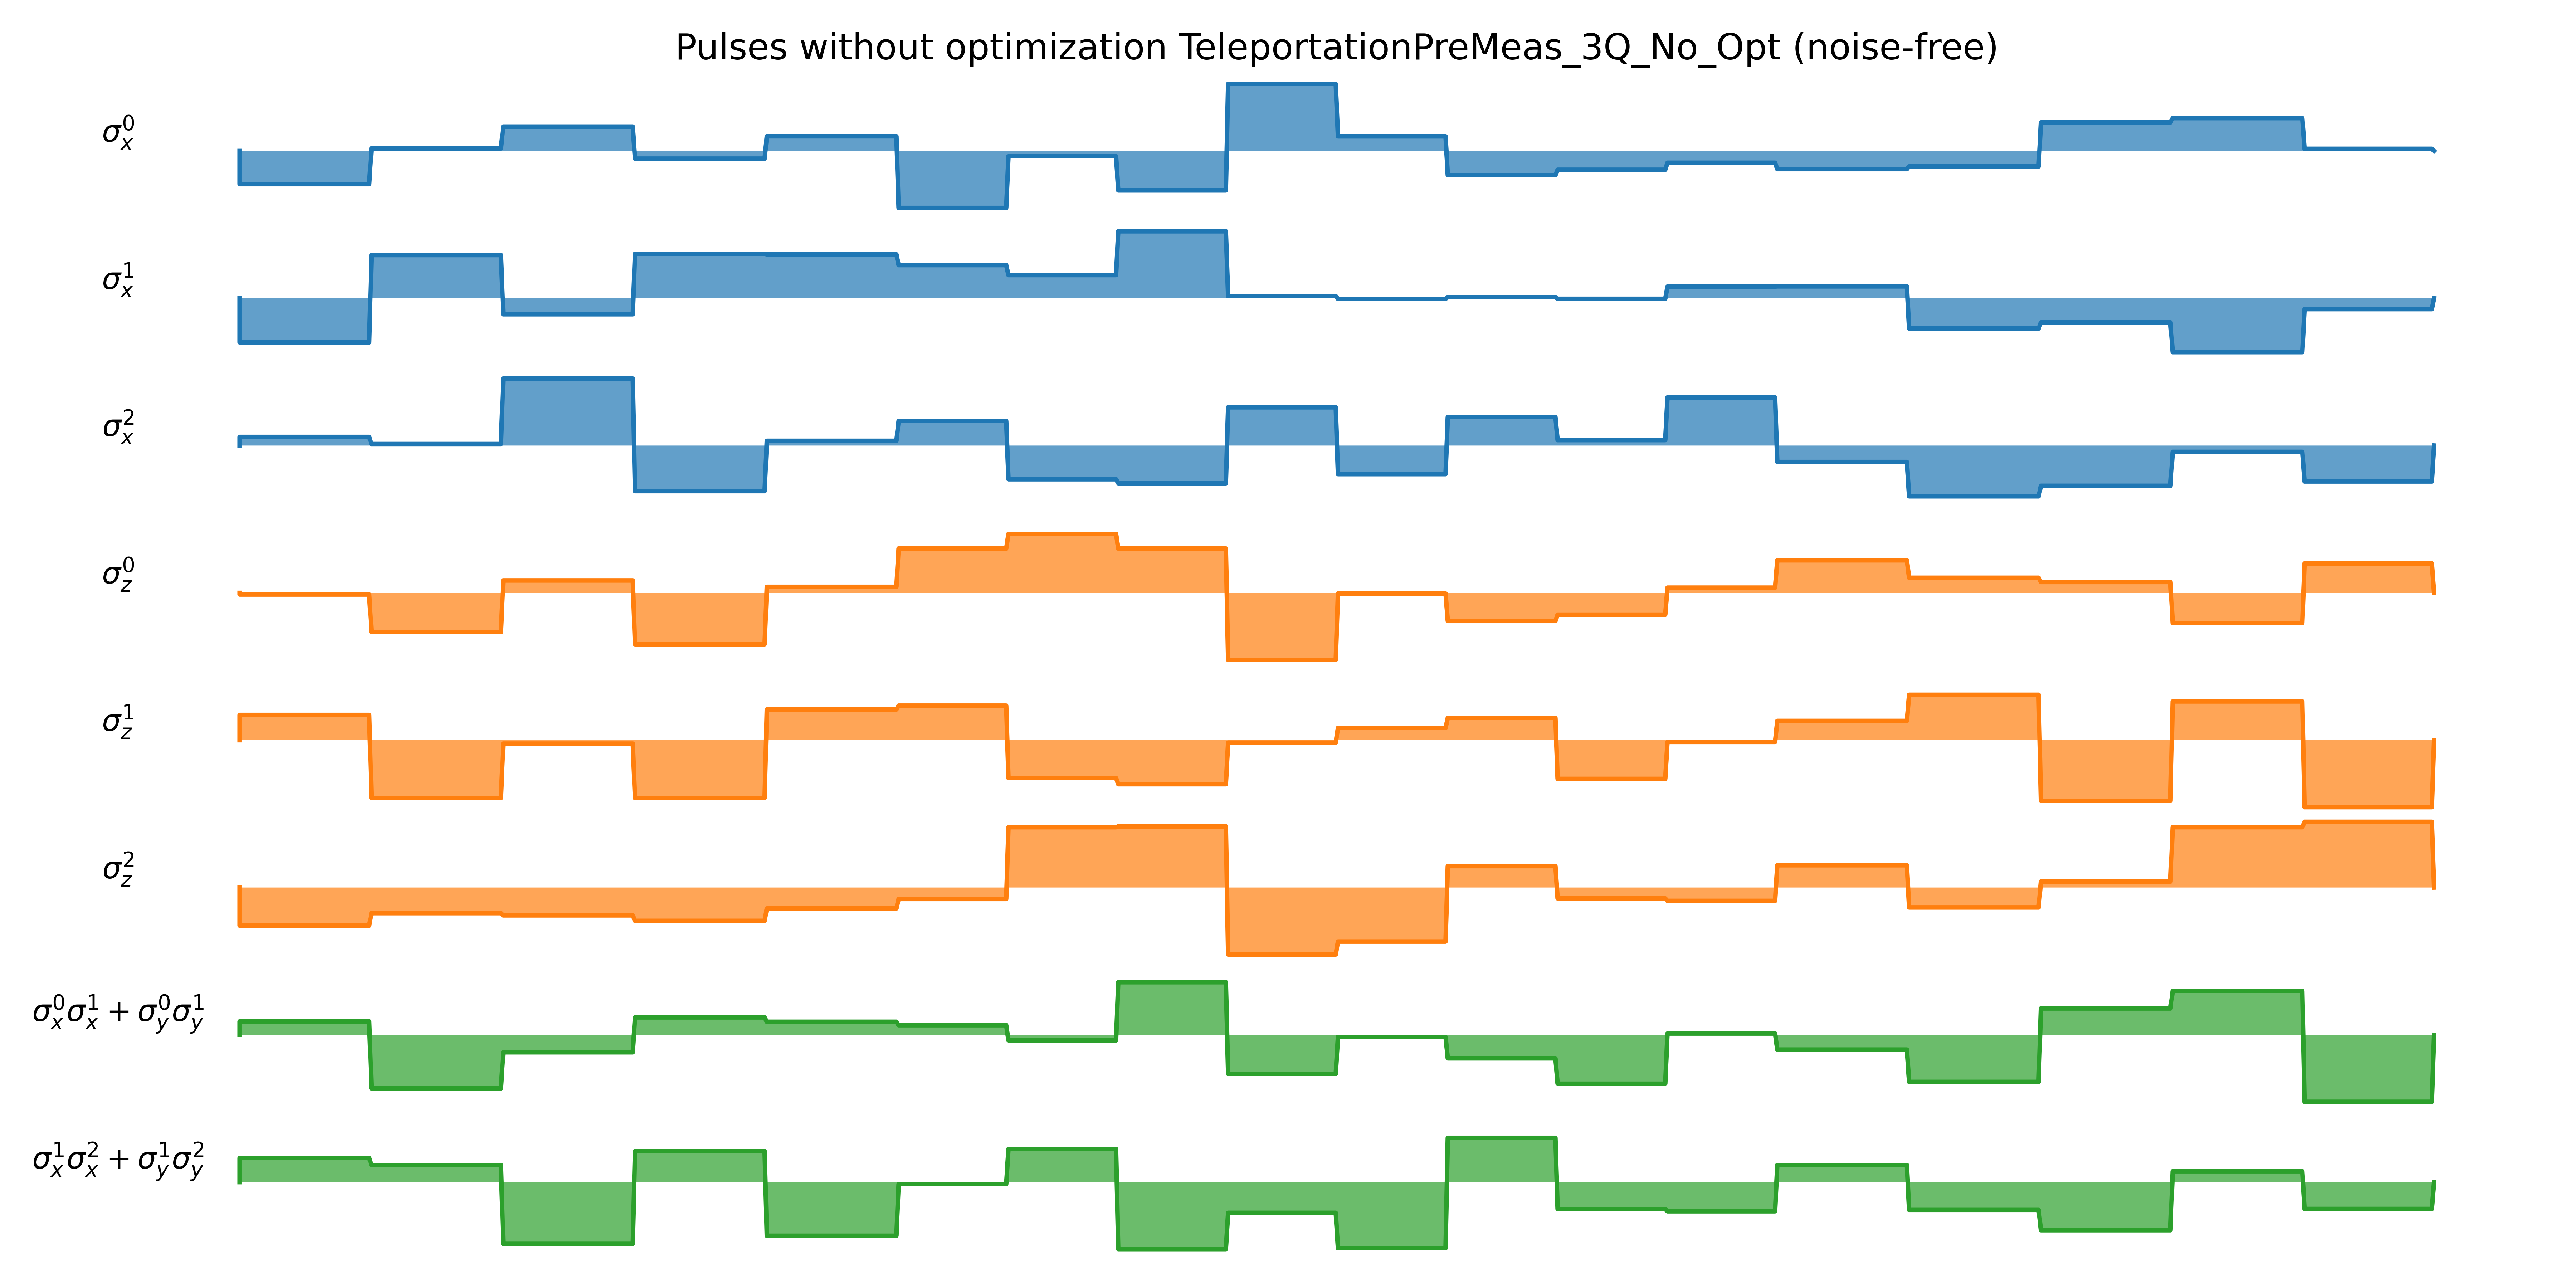 Pulses without optimization TeleportationPreMeas_3Q_No_Opt (noise-free)
σ_x^0
σ_x^1
σ_x^2
σ_z^0
σ_z^1
σ_z^2
σ_x^0σ_x^1 + σ_y^0σ_y^1
σ_x^1σ_x^2 + σ_y^1σ_y^2